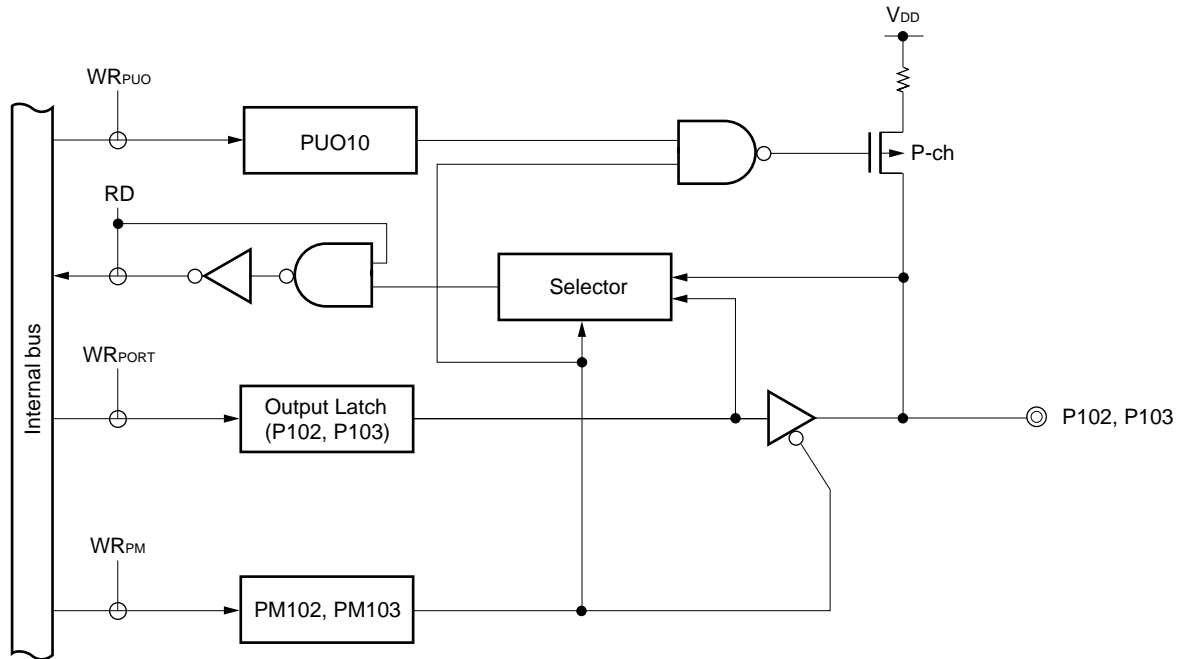 VDD
WRPUO
PUO10
P-ch
RD
Selector
Internal bus
WRPORT
Output Latch
(P102, P103)
P102, P103
WRPM
PM102, PM103